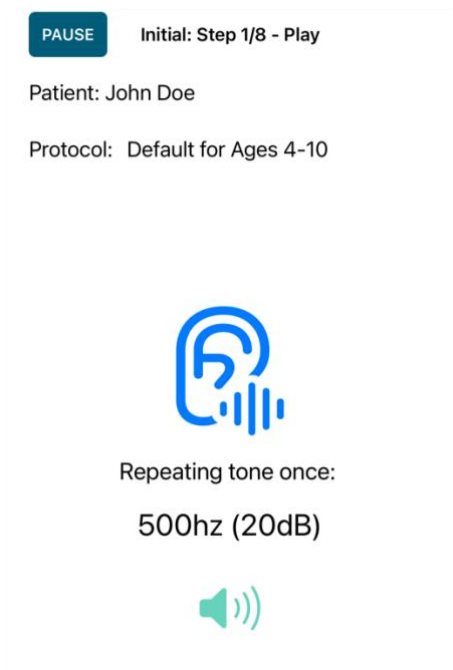 PAUSE Initial: Step 1/8 - Play
Patient: John Doe
Protocol: Default for Ages 4-10
Repeating tone once:
500hz (20dB)